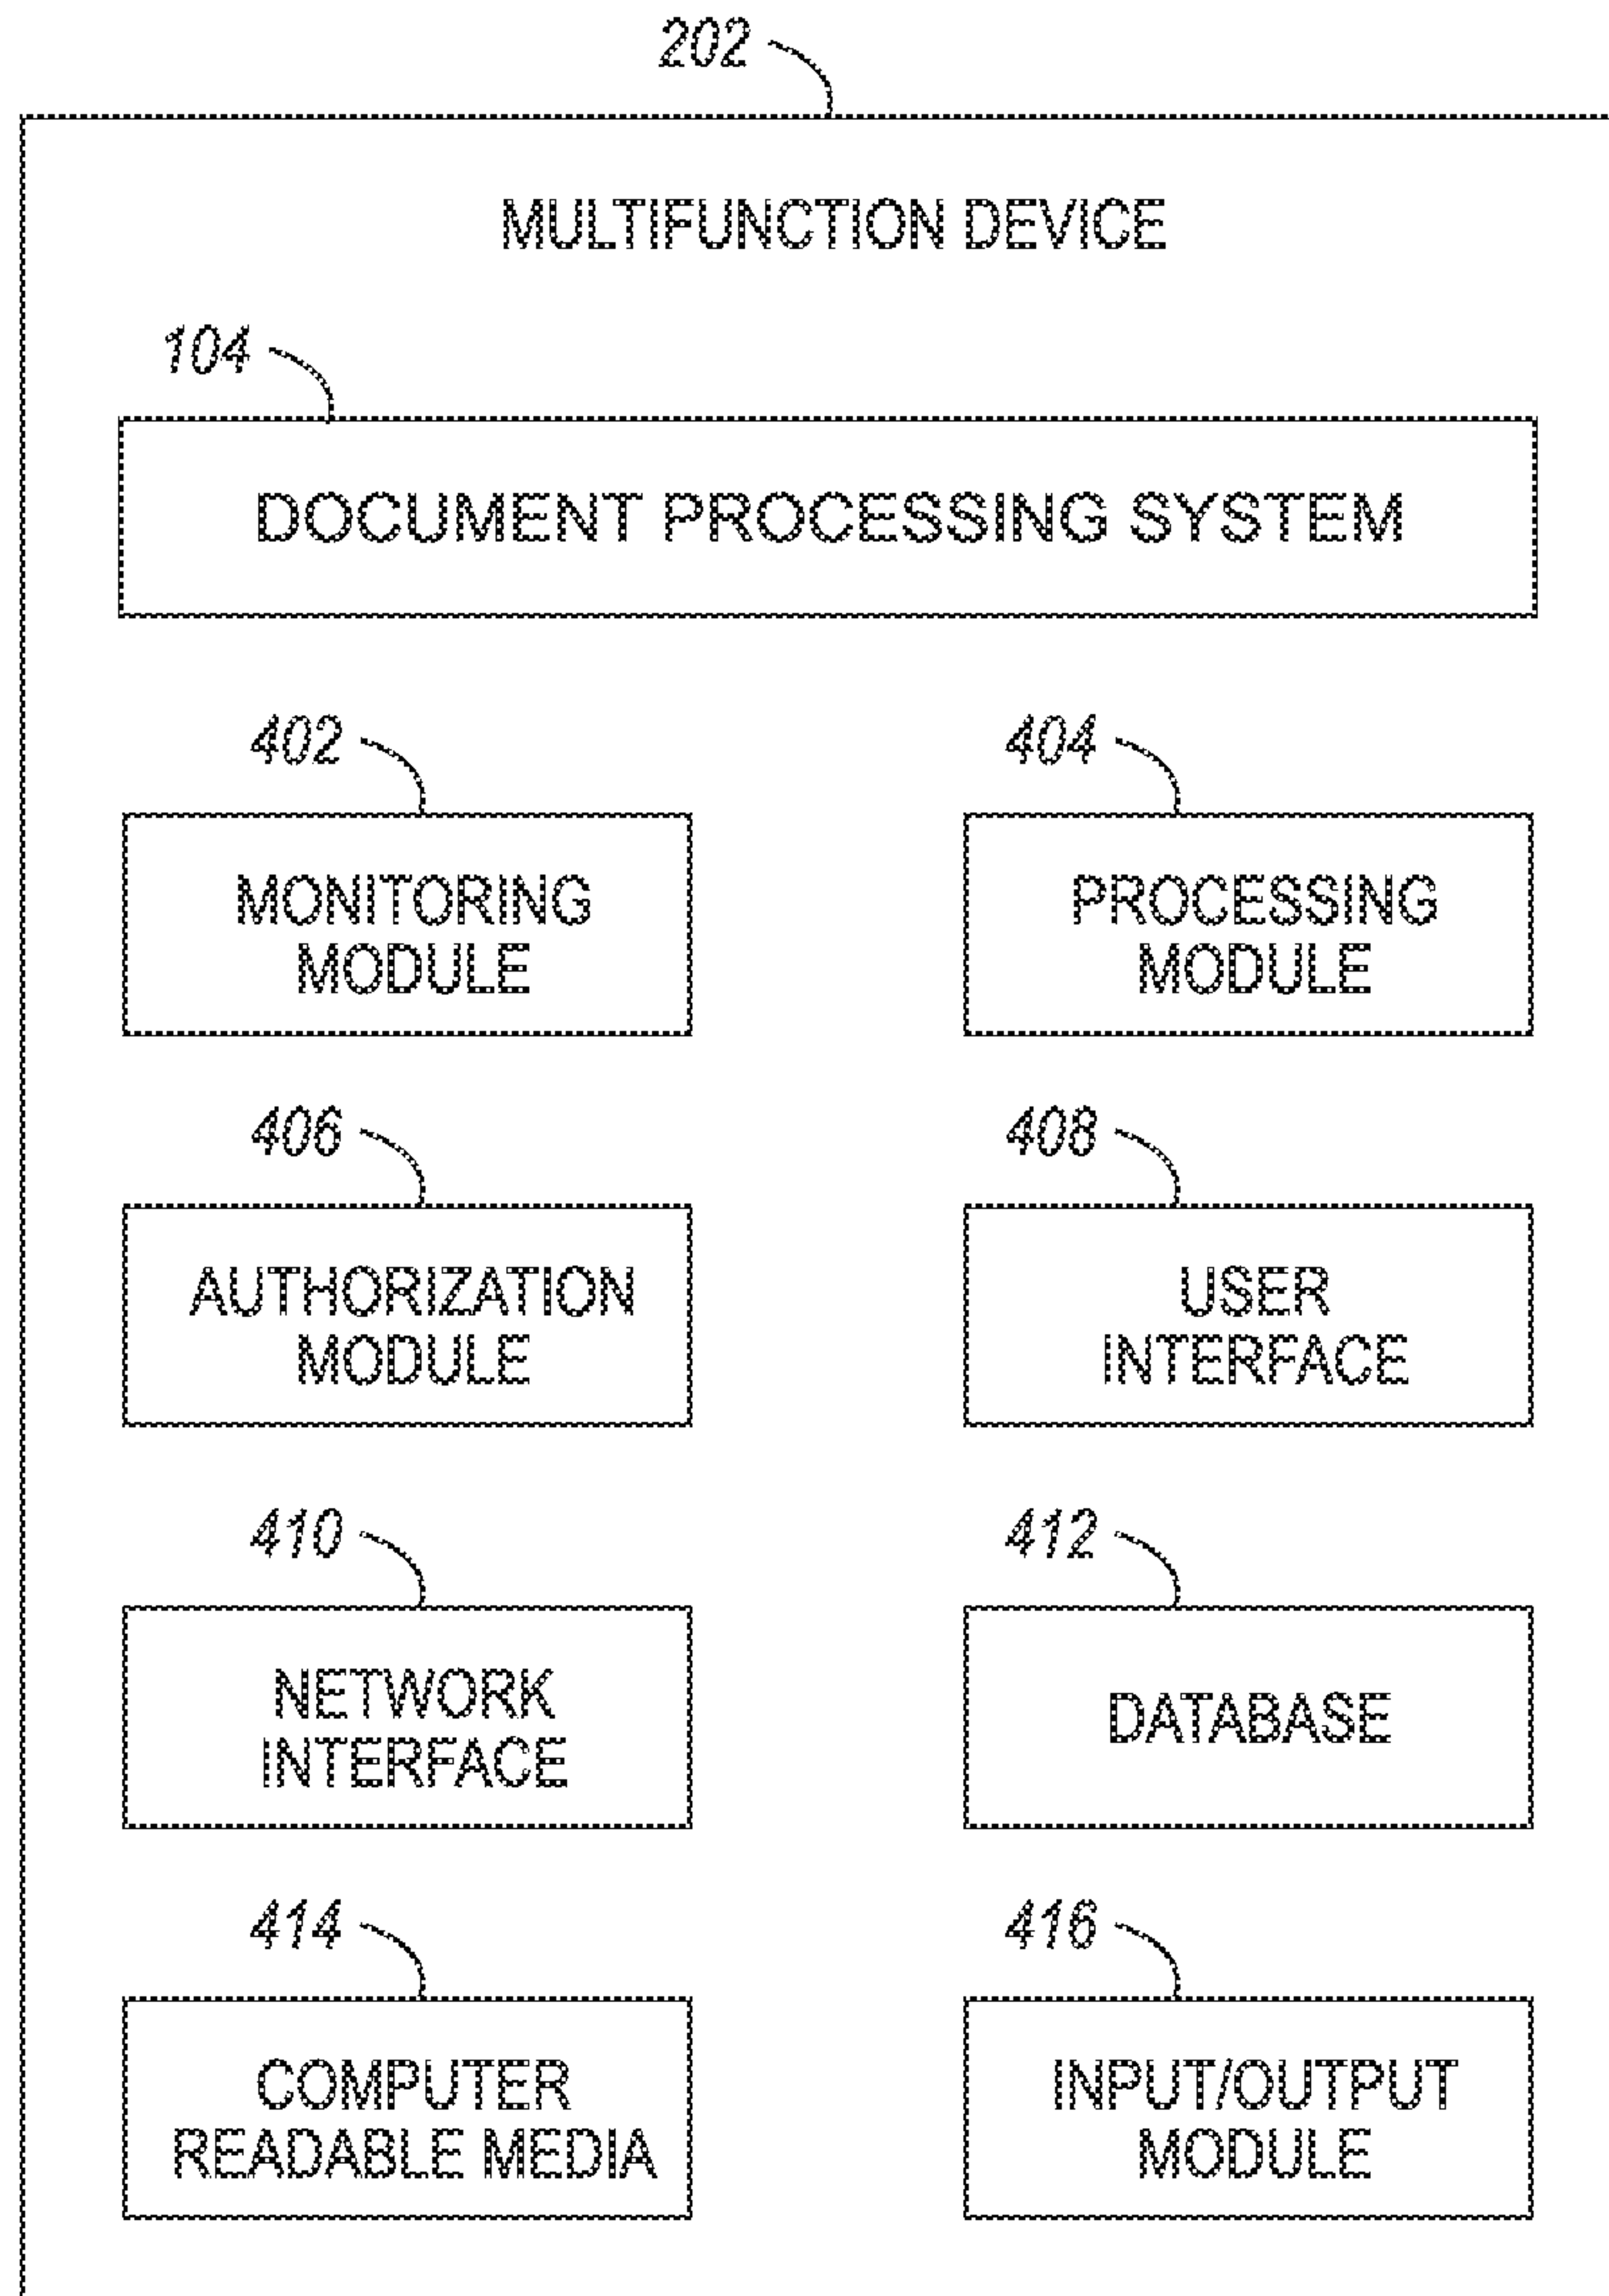 202
MULTIFUNCTION DEVICE
104
DOCUMENT PROCESSING SYSTEM
402
404
MONITORING
MODULE
PROCESSING
MODULE
406
408
AUTHORIZATION
MODULE
USER
INTERFACE
410
412
NETWORK
INTERFACE
DATABASE
414
416
COMPUTER
READABLE MEDIA
INPUT/OUTPUT
MODULE